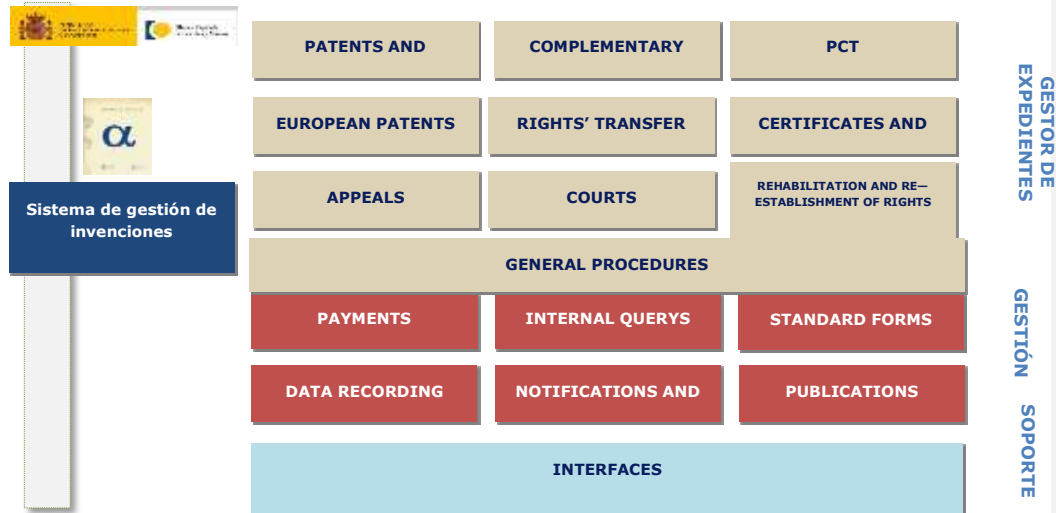 PATENTS AND
COMPLEMENTARY
PCT
EUROPEAN PATENTS
RIGHTS’ TRANSFER
CERTIFICATES AND
α
APPEALS
COURTS
REHABILITATION AND RE—
ESTABLISHMENT OF RIGHTS
Sistema de gestión de
invenciones
GENERAL PROCEDURES
PAYMENTS
INTERNAL QUERYS
STANDARD FORMS
DATA RECORDING
NOTIFICATIONS AND
PUBLICATIONS
INTERFACES
GESTOR DE
EXPEDIENTES
GESTIÓN
SOPORTE